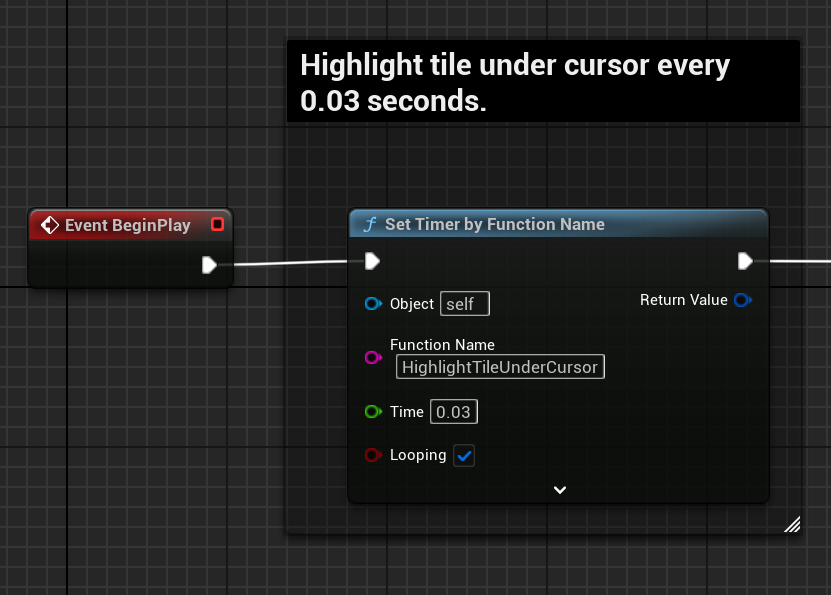 Highlight tile under cursor every
0.03 seconds.
Event BeginPlay
f Set Timer by Function Name
Object self
Return Value
Function Name
HighlightTileUnderCursor
Time 0.03
Looping